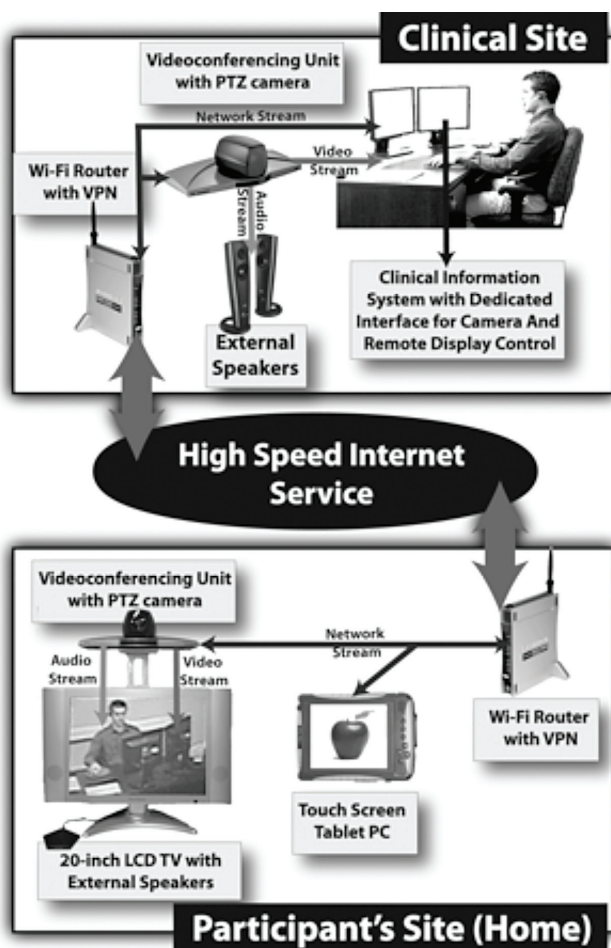 Clinical Site
Videoconferencing Unit
with PTZ camera
Network Stream
Video
Stream
Wi-Fi Router
with VPN
Audio
Stream
External
Speakers
Clinical Information
System with Dedicated
Interface for Camera And
Remote Display Control
High Speed Internet
Service
Videoconferencing Unit
with PTZ camera
Audio
Stream
Video
Stream
Network
Stream
Wi-Fi Router
with VPN
Touch Screen
Tablet PC
20-inch LCD TV with
External Speakers
Participant's Site (Home)